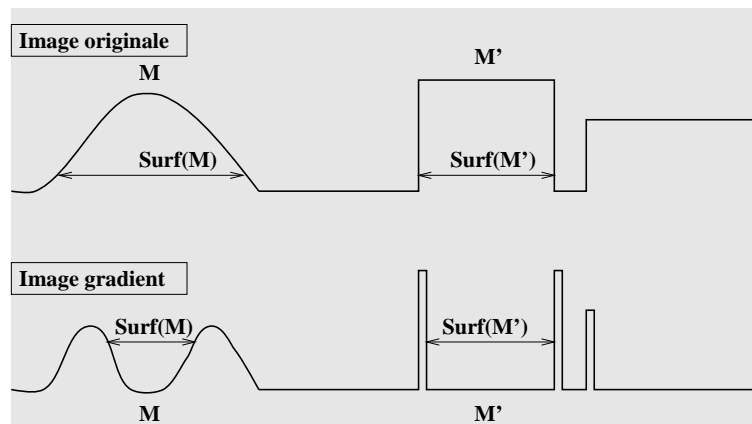 Image originale
M
M’
Surf(M)
Surf(M’)
Image gradient
Surf(M)
Surf(M’)
M
M’